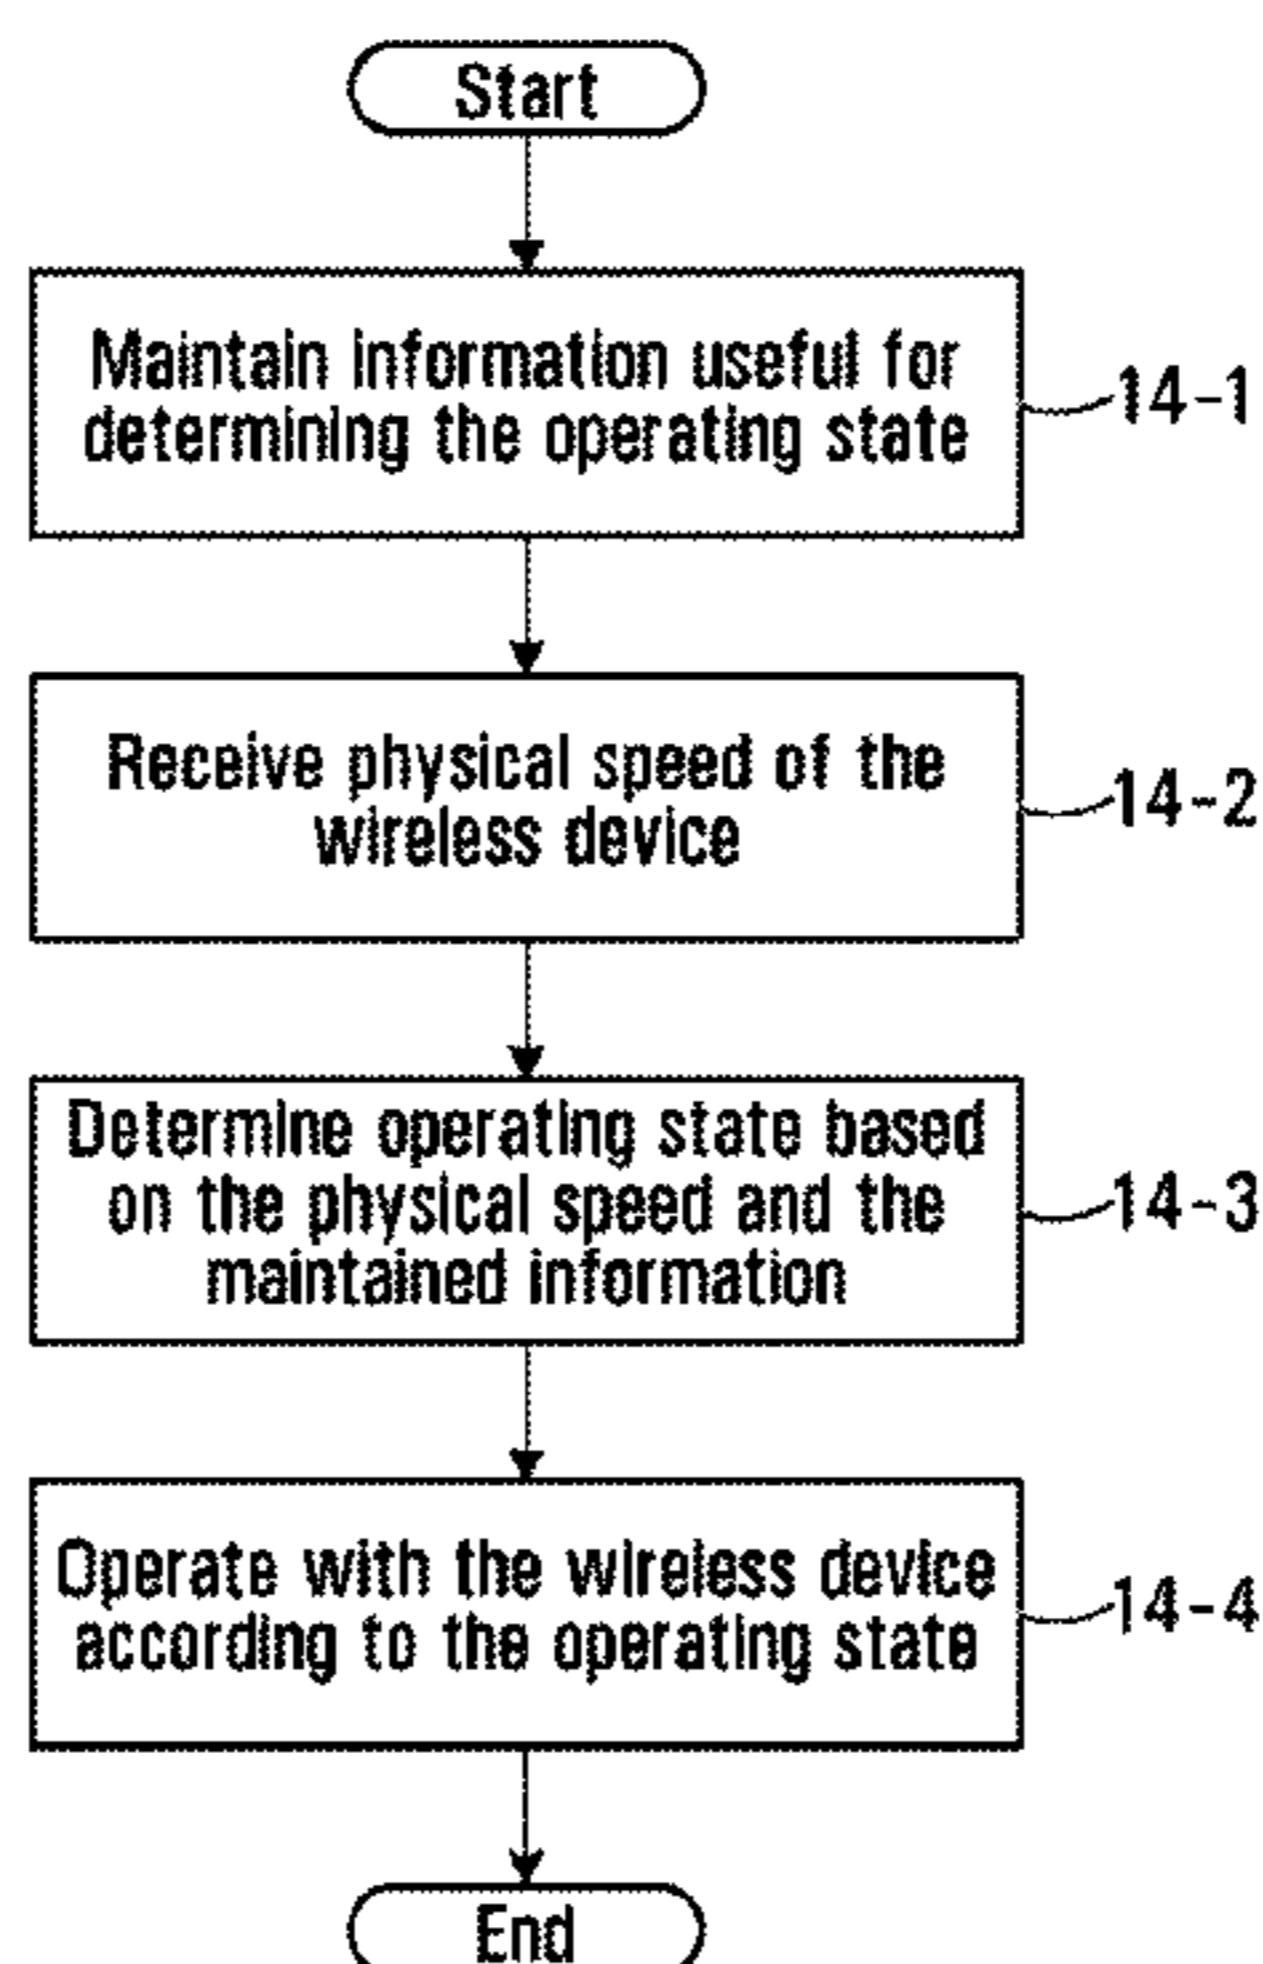 Start
Maintain information useful for
determining the operating state
14-1
Receive physical speed of the
wireless device
14-2
Determine operating state based
on the physical speed and the
maintained information
14-3
Operate with the wireless device
according to the operating state
14-4
End